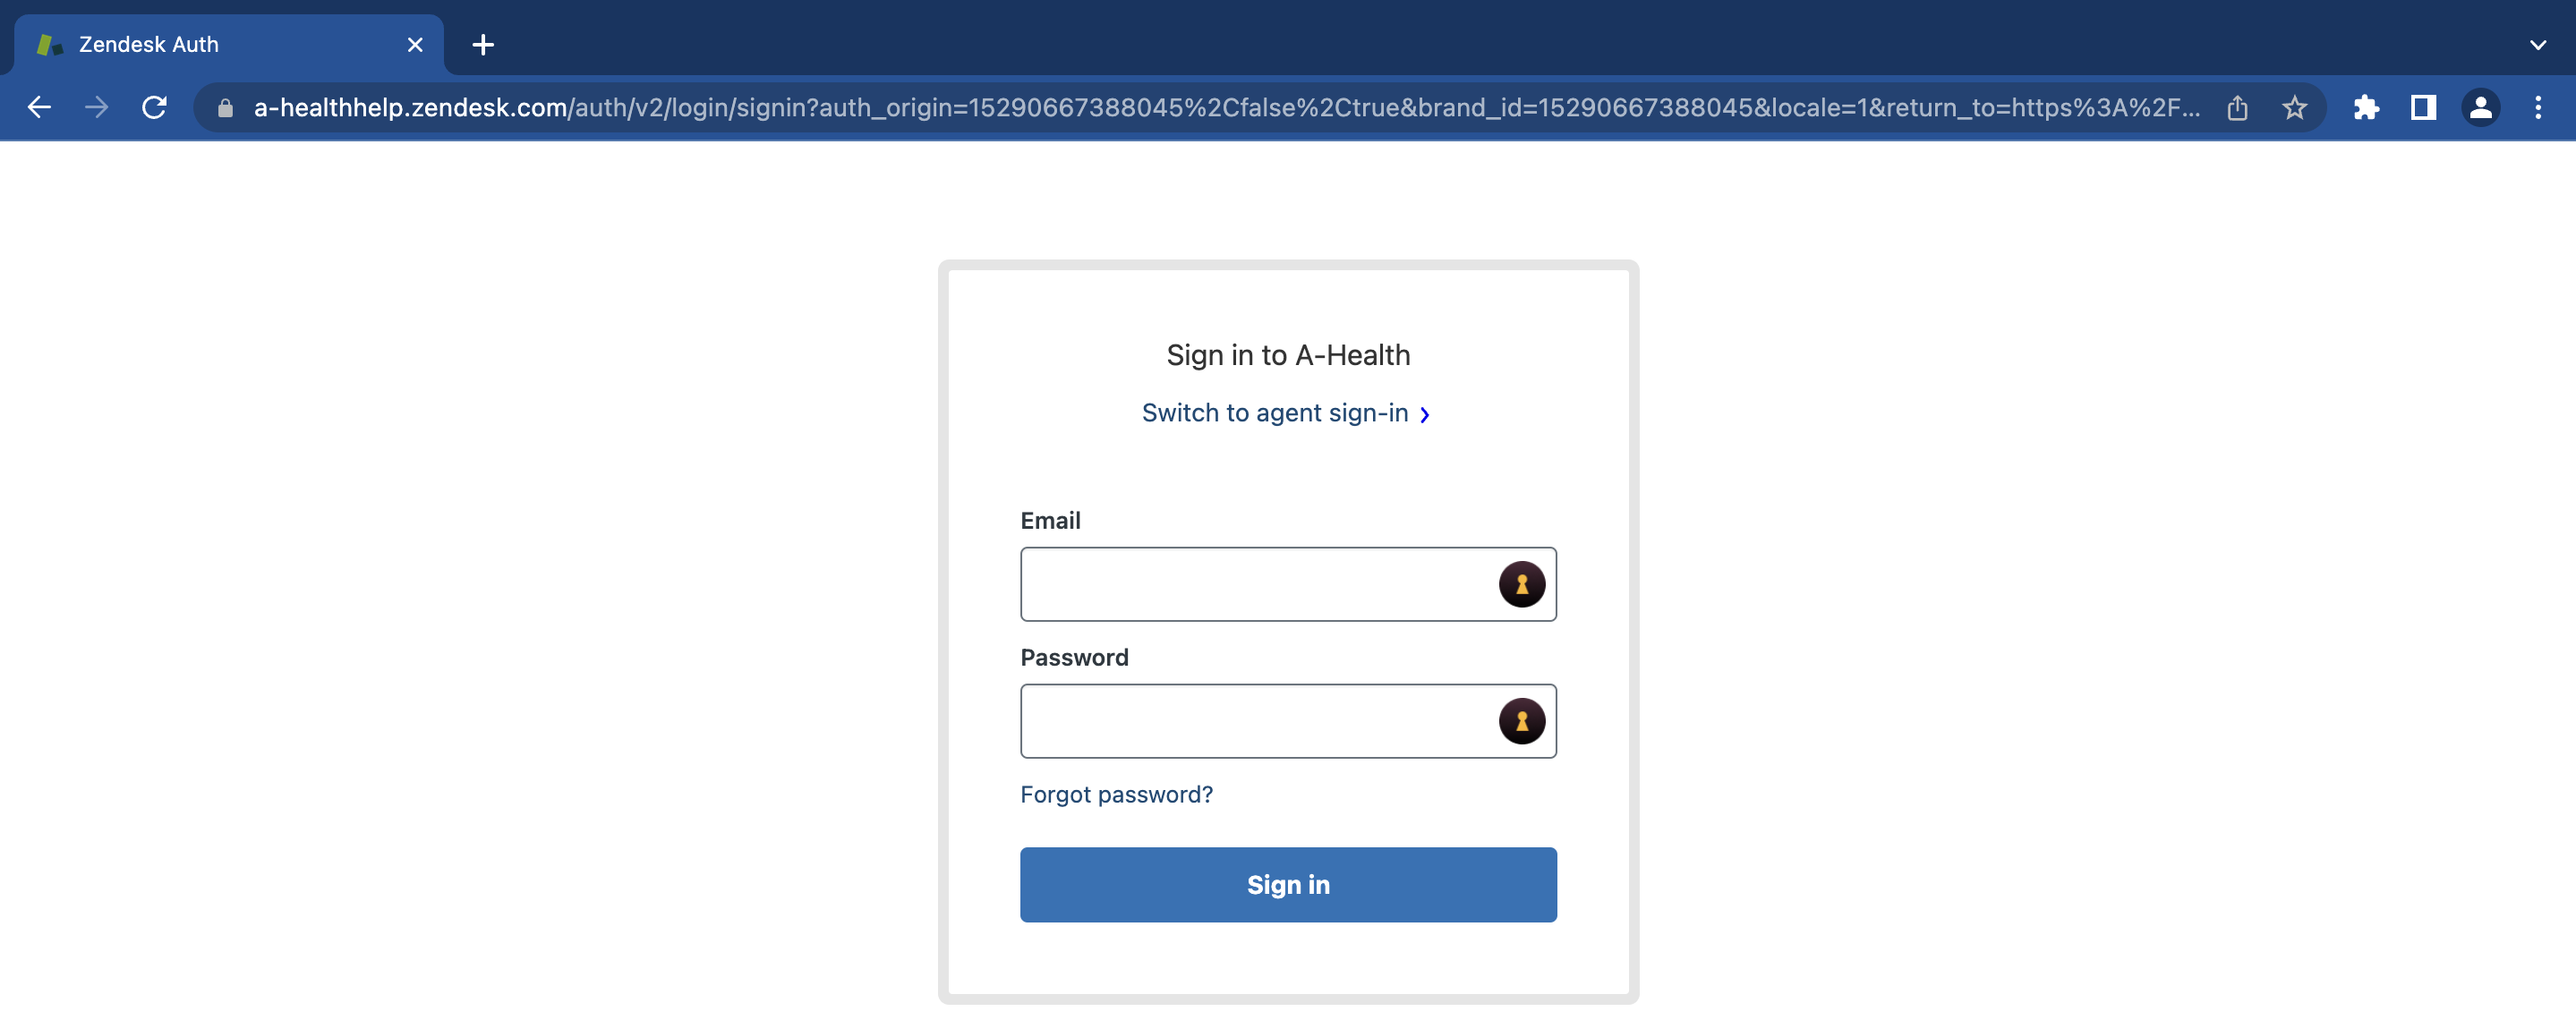 Zendesk Auth
a-healthhelp.zendesk.com/auth/v2/login/signin?auth_origin=15290667388045%2Cfalse%2Ctrue&brand_id=15290667388045&locale=1&return_to=https%3A%2F...
Sign in to A-Health
Switch to agent sign-in
Email
Password
Forgot password?
Sign in